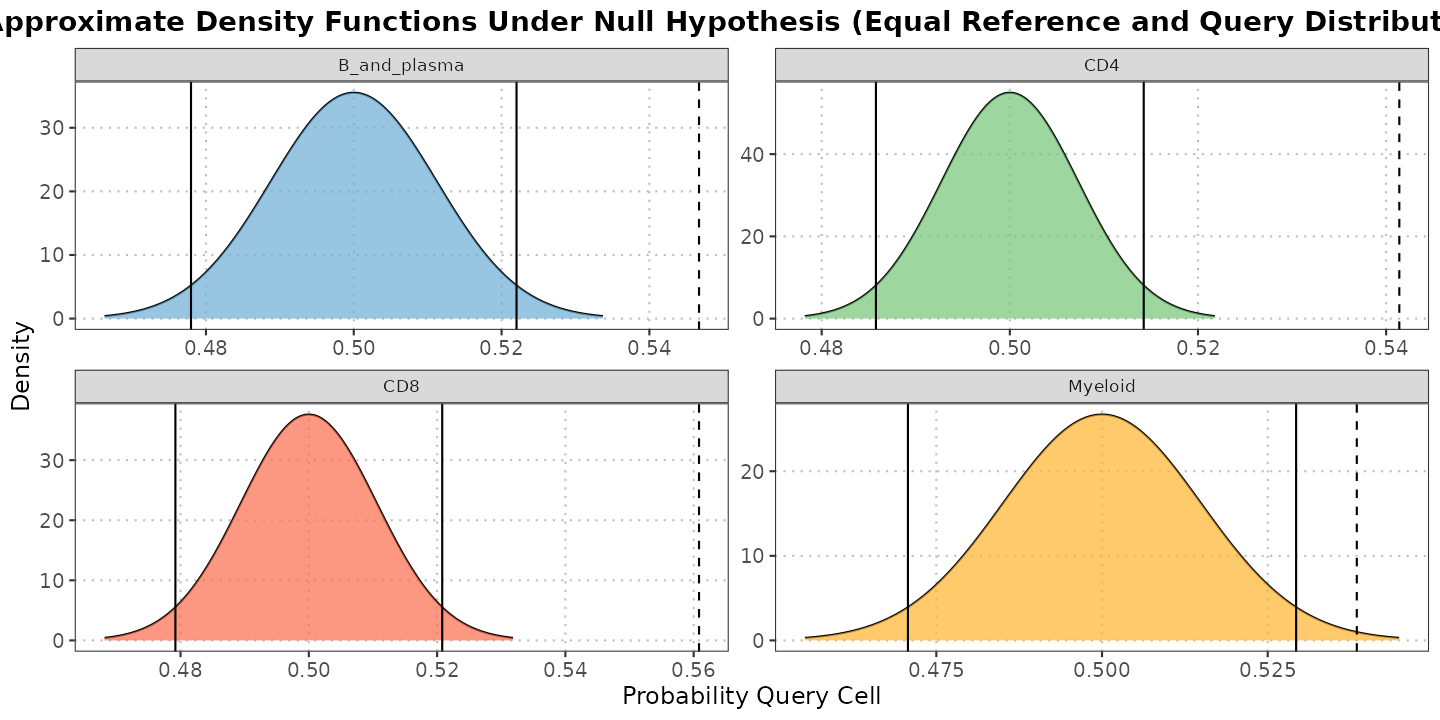 pproximate Density Functions Under Null Hypothesis (Equal Reference and Query Distribut
B_and_plasma
30
20
10
0
0.48 0.50 0.52 0.54
CD4
40
20
0
0.48 0.50 0.52 0.54
Density
CD8
30
20
10
0
0.48 0.50 0.52 0.54 0.56
Myeloid
20
10
0
0.475 0.500 0.525
Probability Query Cell